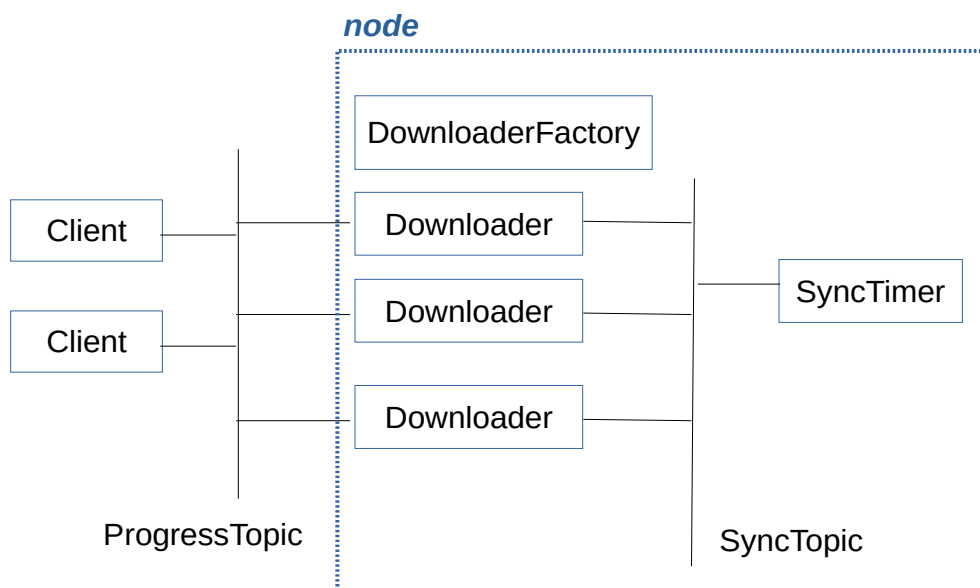 node
DownloaderFactory
Client
Downloader
Downloader
SyncTimer
Client
Downloader
ProgressTopic
SyncTopic